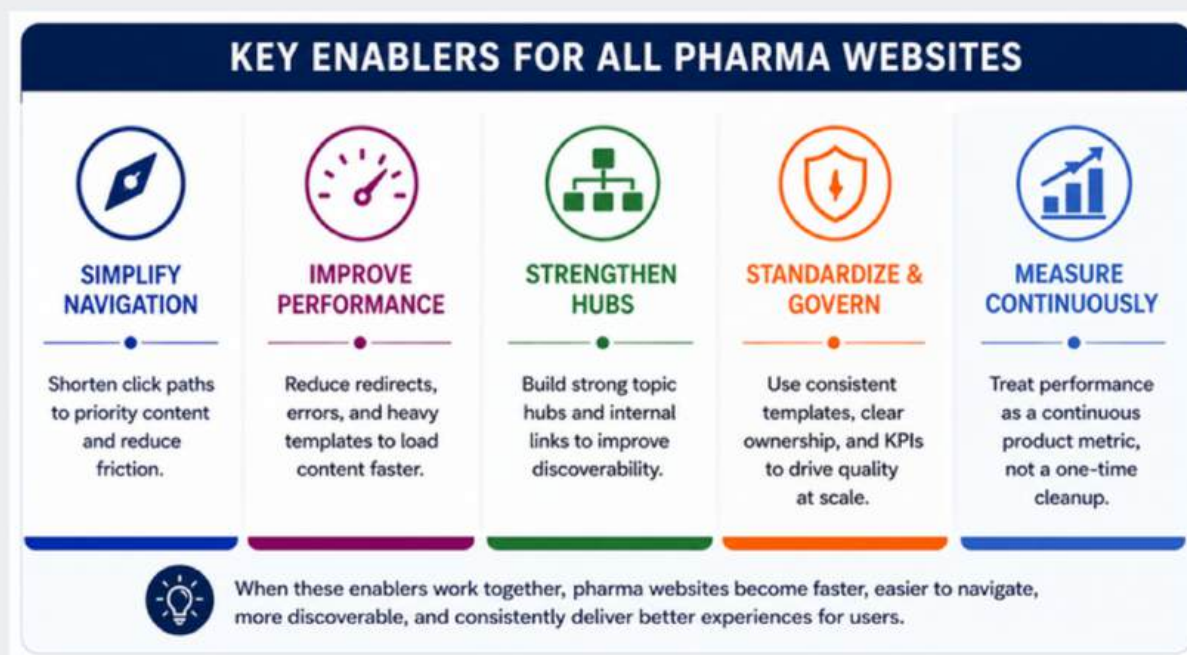 KEY ENABLERS FOR ALL PHARMA WEBSITES
SIMPLIFY
NAVIGATION
Shorten click paths
to priority content
and reduce
friction.
IMPROVE
PERFORMANCE
Reduce redirects,
errors, and heavy
templates to load
content faster.
STRENGTHEN
HUBS
Build strong topic
hubs and internal
links to improve
discoverability.
STANDARDIZE &
GOVERN
Use consistent
templates, clear
ownership, and KPIs
to drive quality
at scale.
MEASURE
CONTINUOUSLY
Treat performance
as a continuous
product metric,
not a one-time
cleanup.
When these enablers work together, pharma websites become faster, easier to navigate,
more discoverable, and consistently deliver better experiences for users.